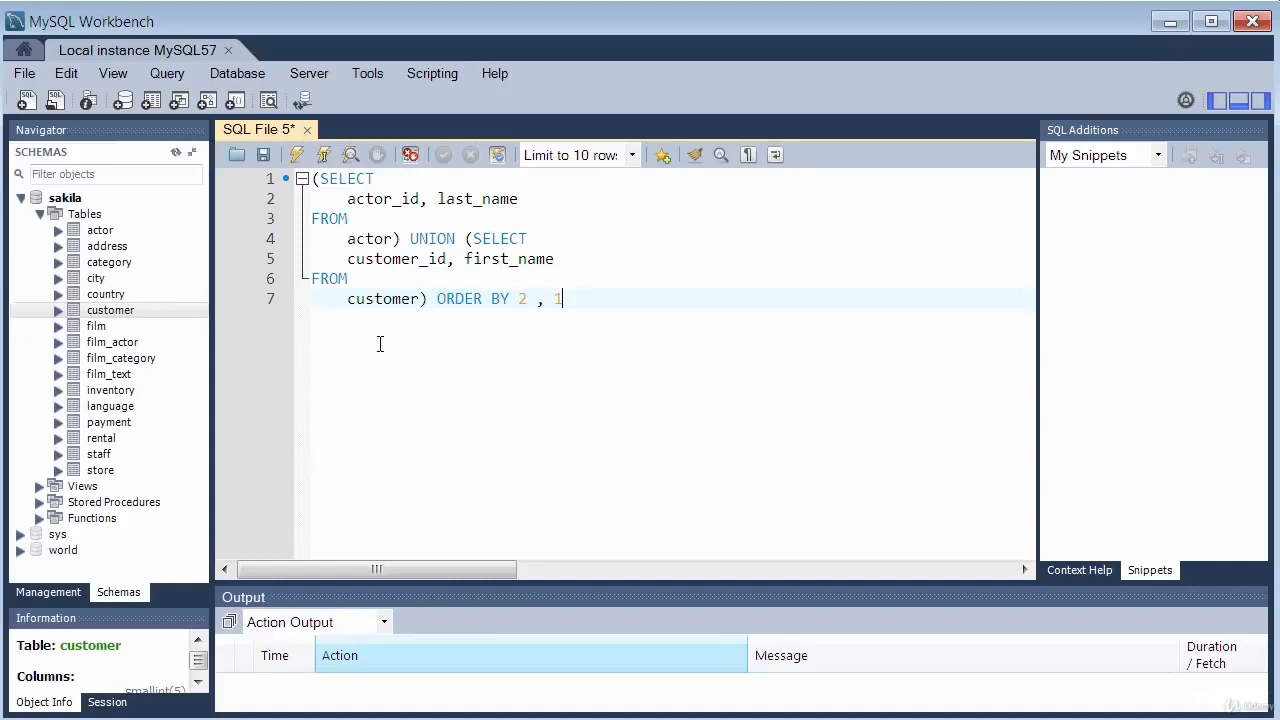 MySQL Workbench
Local instance MySQL57
File Edit View Query Database Server Tools Scripting Help
Navigator
SCHEMAS
Filter objects
sakila
Tables
actor
address
category
city
country
customer
film
film_actor
film_category
film_text
inventory
language
payment
rental
staff
store
Views
Stored Procedures
Functions
sys
world
Management Schemas
Information
Table: customer
Columns:
smallint(5)
Object Info Session
SQL File 5*
Limit to 10 rows
1 (SELECT
2 actor_id, last_name
3 FROM
4 actor) UNION (SELECT
5 customer_id, first_name
6 FROM
7 customer) ORDER BY 2 , 1
SQL Additions
My Snippets
Context Help Snippets
Output
Action Output
Time Action Message Duration / Fetch
Udemy